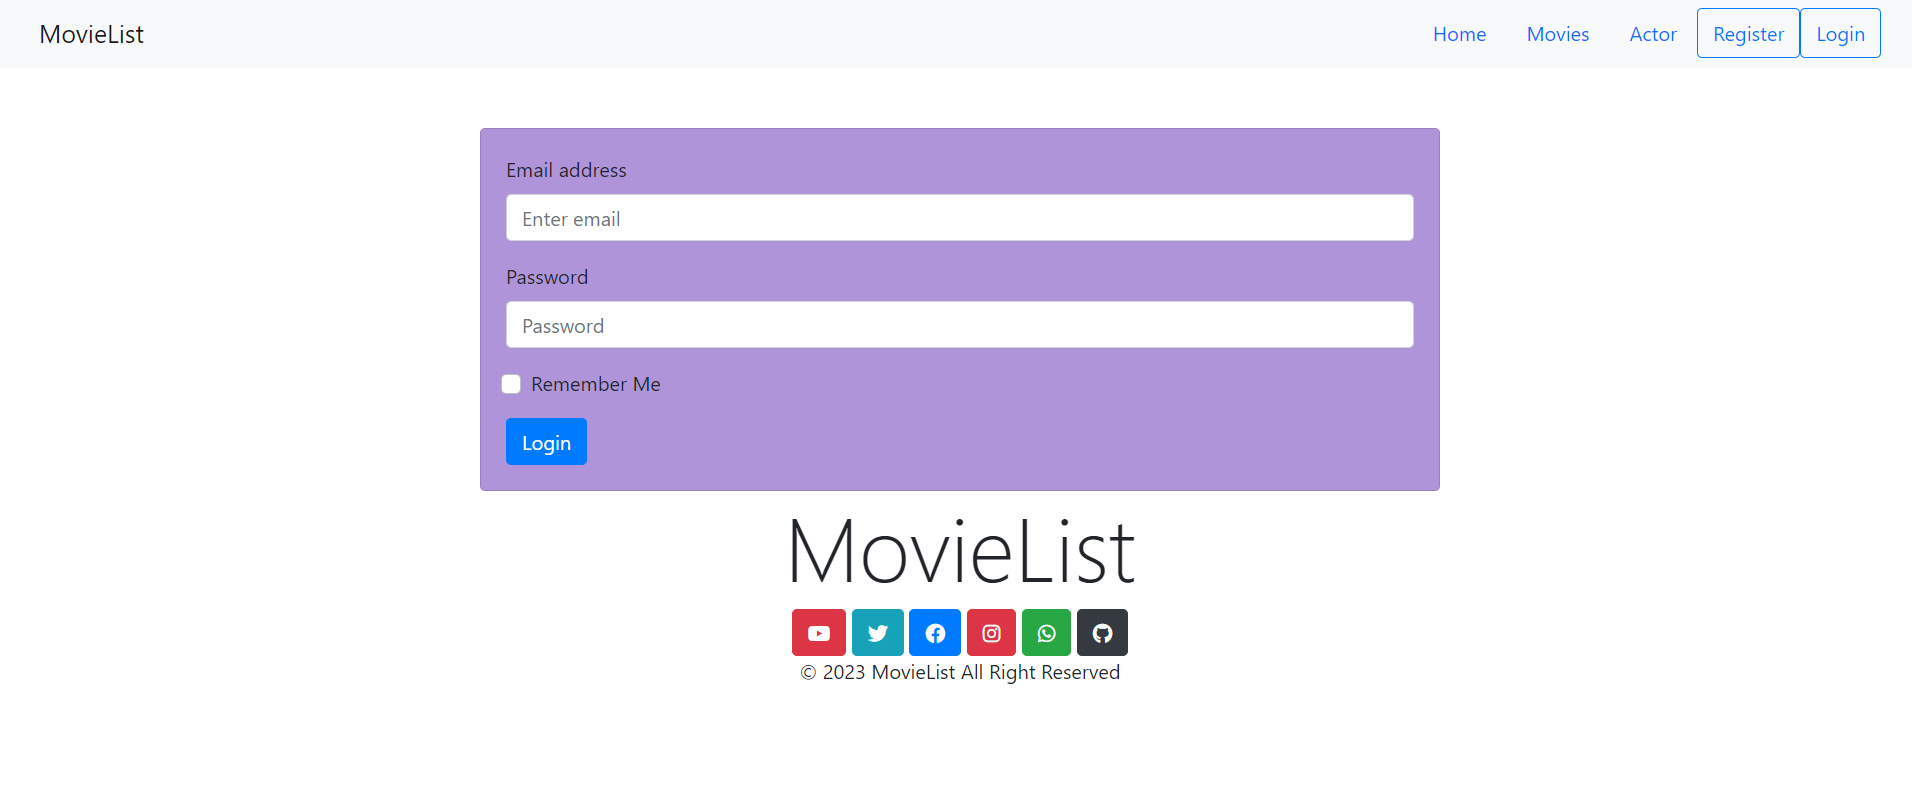 MovieList Home Movies Actor Register Login
Email address
Enter email
Password
Password
Remember Me
Login
MovieList
© 2023 MovieList All Right Reserved